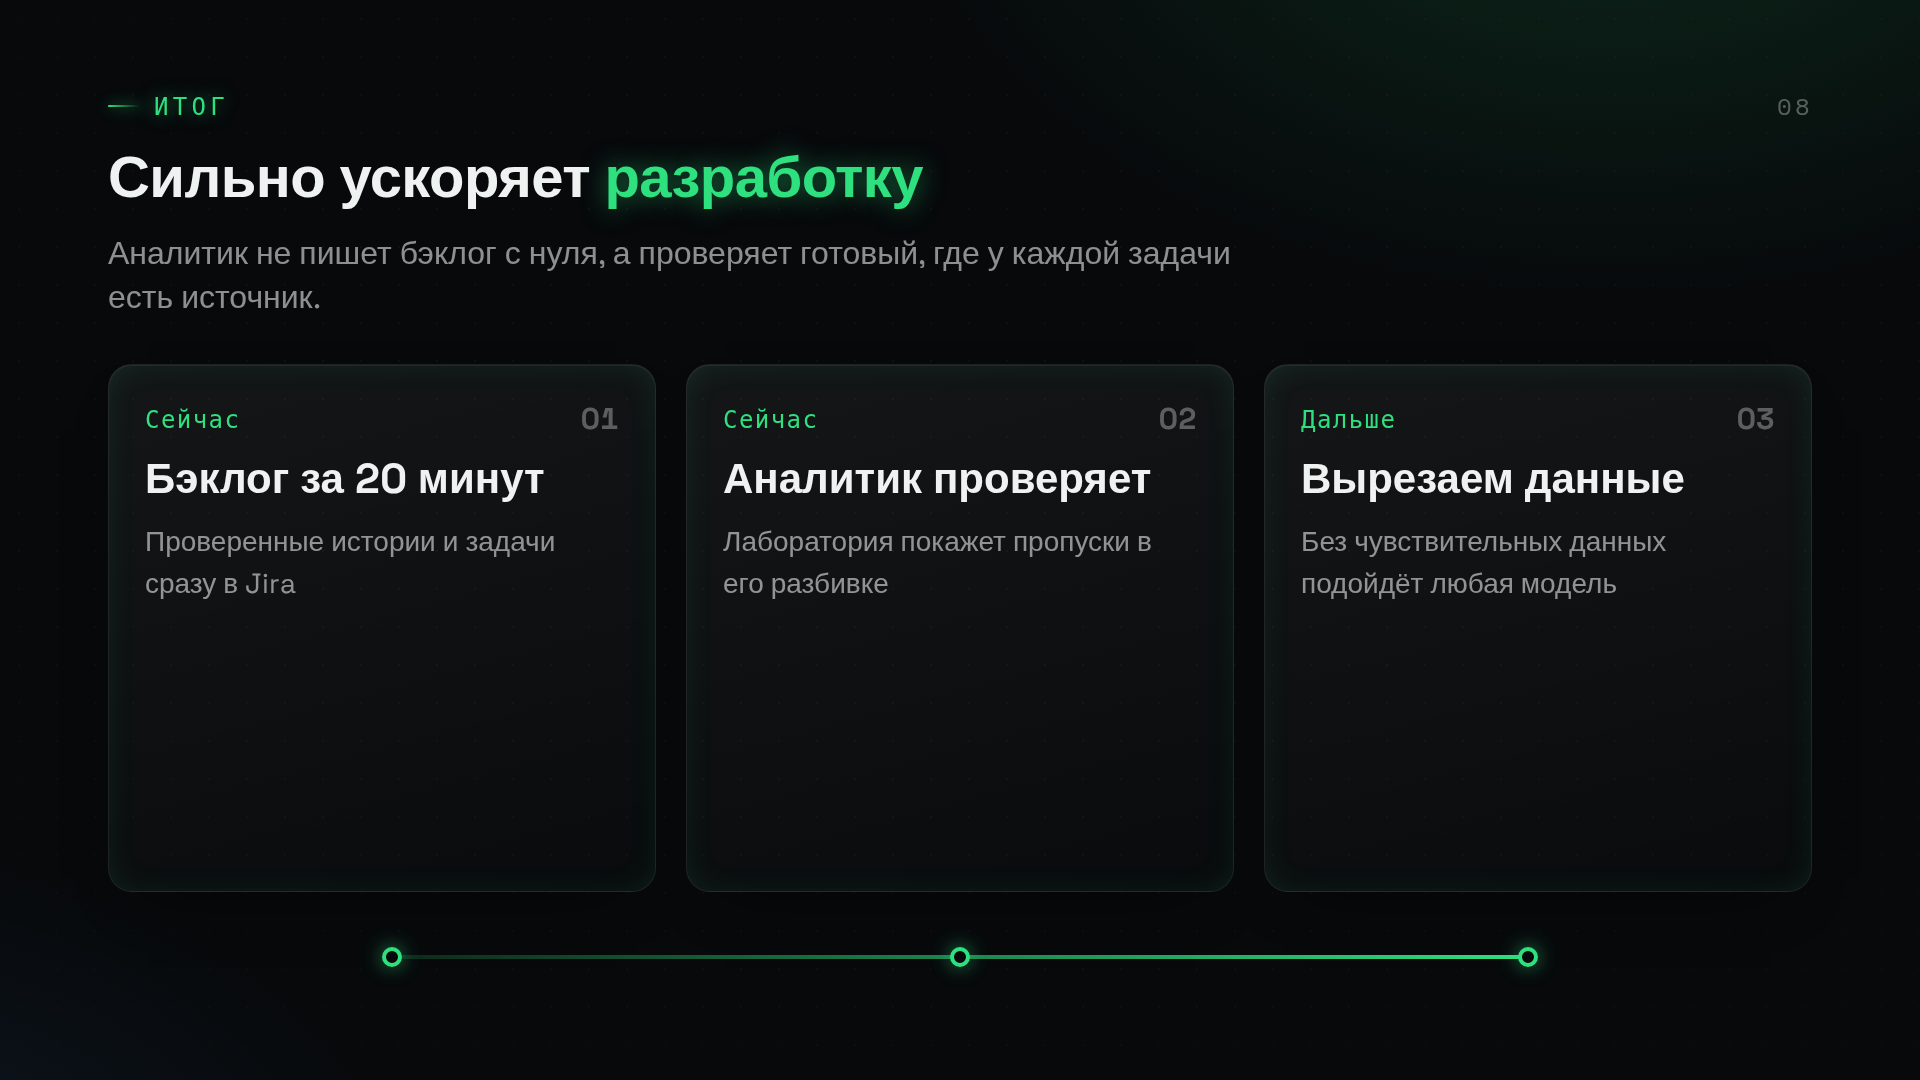 ИТОГ
08
Сильно ускоряет разработку
Аналитик не пишет бэклог с нуля, а проверяет готовый, где у каждой задачи
есть источник.
Сейчас
01
Бэклог за 20 минут
Проверенные истории и задачи
сразу в Jira
Сейчас
02
Аналитик проверяет
Лаборатория покажет пропуски в
его разбивке
Дальше
03
Вырезаем данные
Без чувствительных данных
подойдёт любая модель